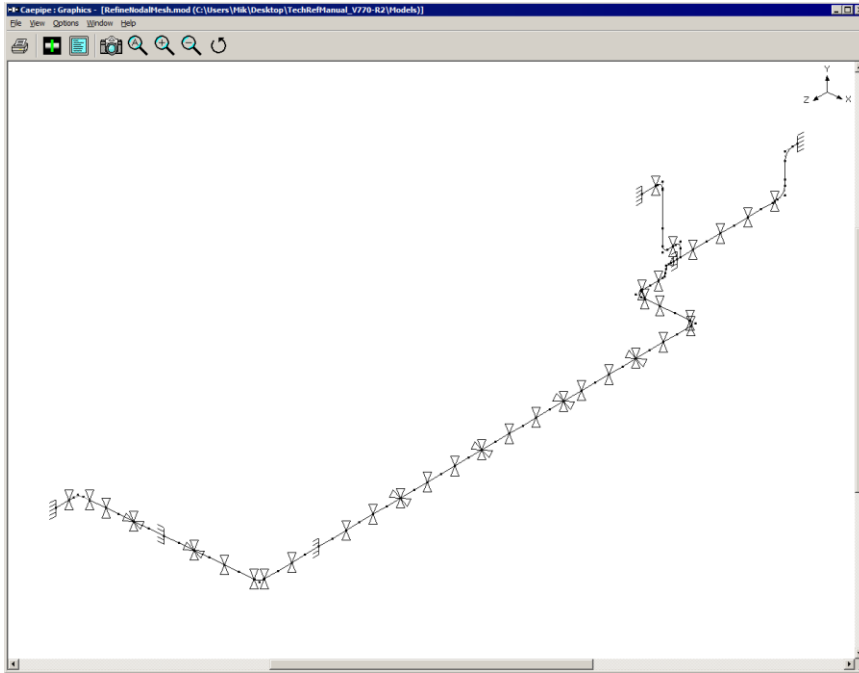 Caepipe : Graphics - [RefineNodalMesh.mod (C:\Users\Mik\Desktop\TechRefManual_V770-R2\Models)]
File View Options Window Help
Y
Z X